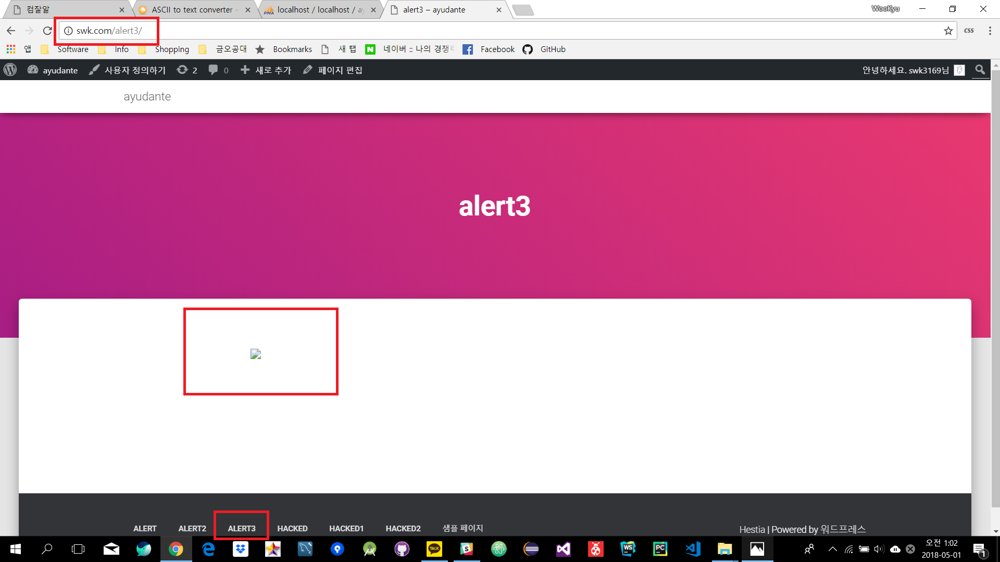 컴잘알
ASCII to text converter -
localhost / localhost / ay
alert3 – ayudante
WooKyu
swk.com/alert3/
css
앱
Software
Info
Shopping
금오공대
Bookmarks
새 탭
네이버 :: 나의 경쟁력
Facebook
GitHub
ayudante
사용자 정의하기
2
0
새로 추가
페이지 편집
안녕하세요. swk3169님
ayudante
alert3
ALERT
ALERT2
ALERT3
HACKED
HACKED1
HACKED2
샘플 페이지
Hestia | Powered by 워드프레스
오전 1:02
2018-05-01
1